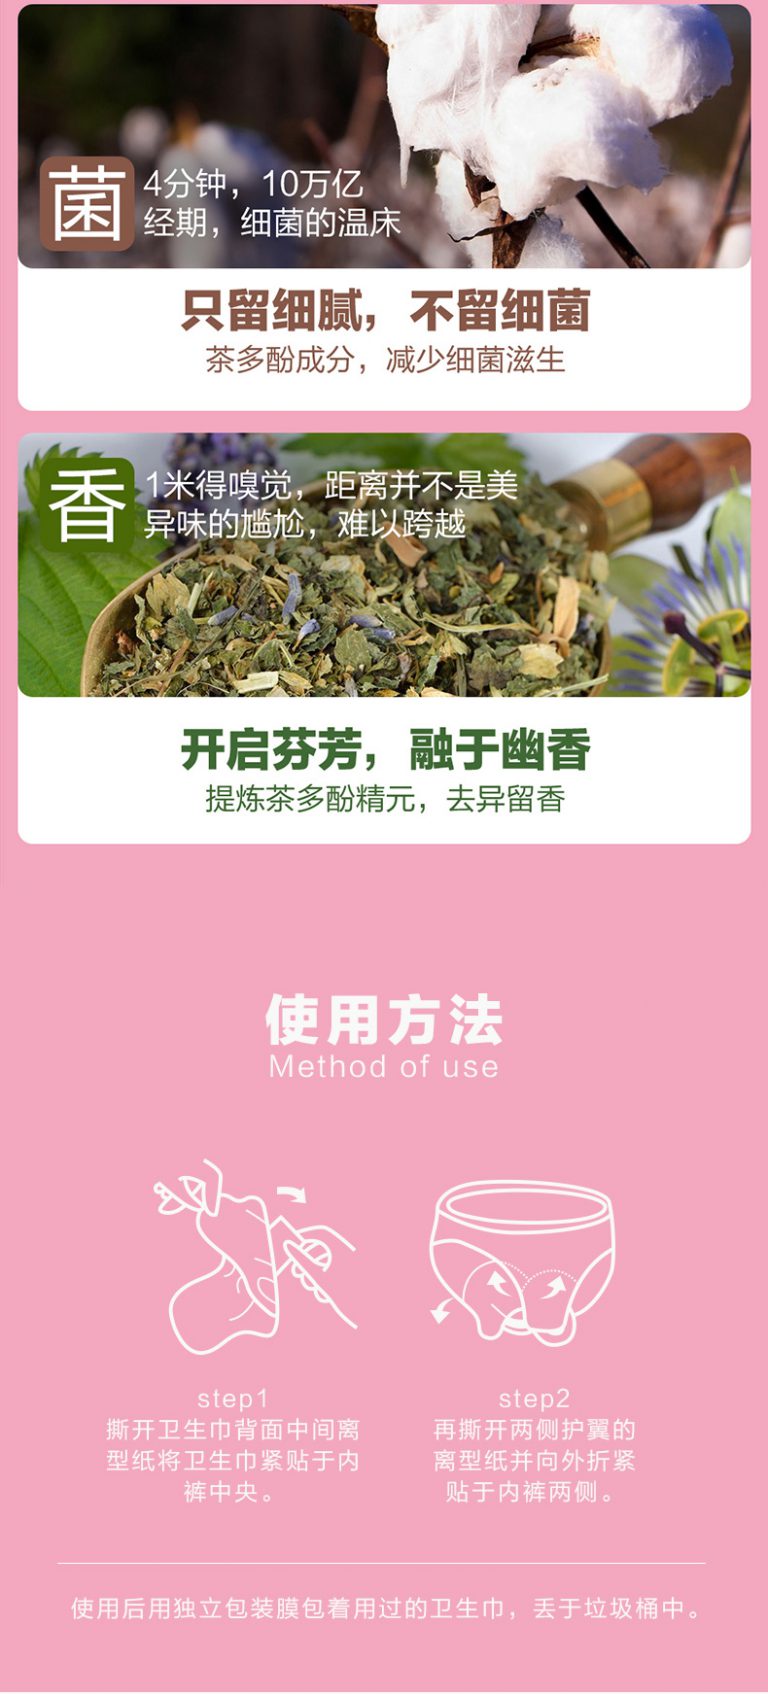 菌
4分钟，10万亿
经期，细菌的温床
只留细腻，不留细菌
茶多酚成分，减少细菌滋生
香
1米得嗅觉，距离并不是美
异味的尴尬，难以跨越
开启芬芳，融于幽香
提炼茶多酚精元，去异留香
使用方法
Method of use
step1
撕开卫生巾背面中间离
型纸将卫生巾紧贴于内
裤中央。
step2
再撕开两侧护翼的
离型纸并向外折紧
贴于内裤两侧。
使用后用独立包装膜包着用过的卫生巾，丢于垃圾桶中。